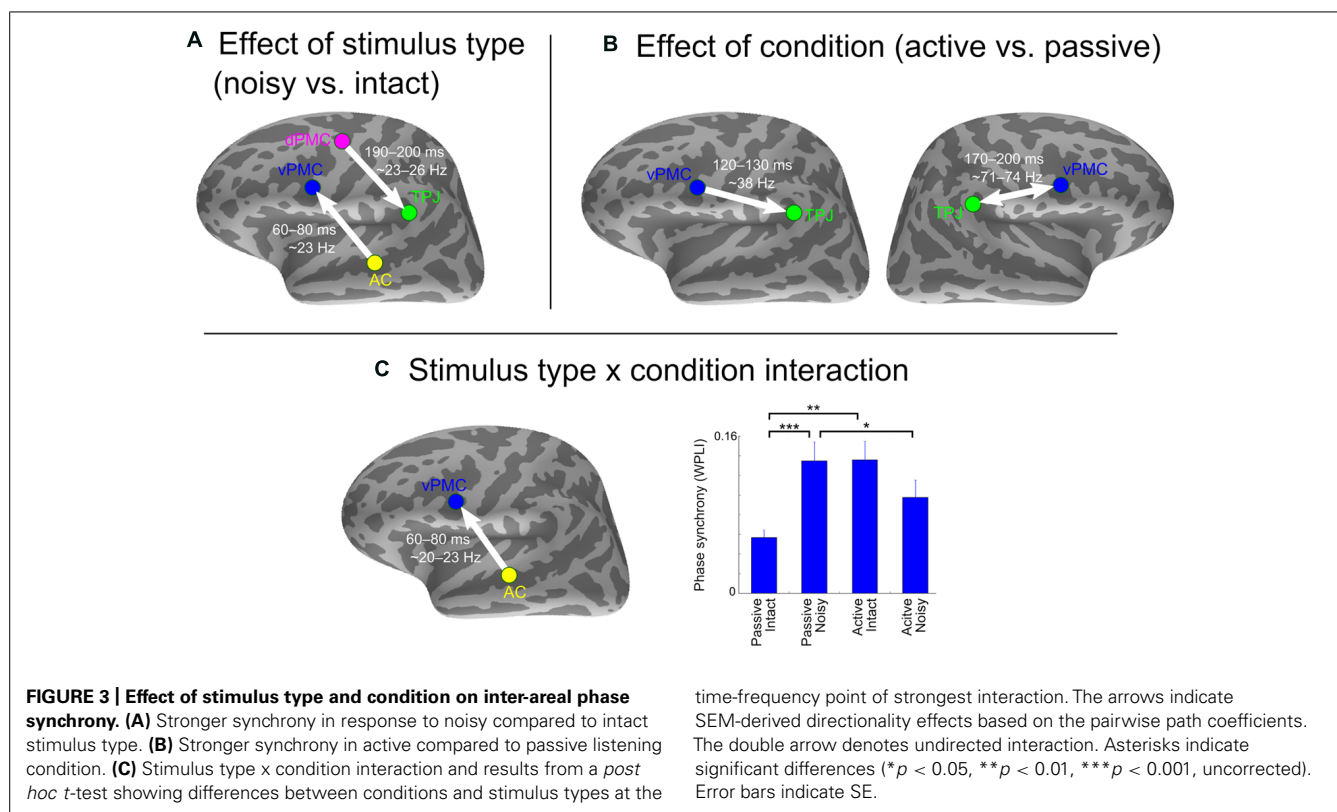 A Effect of stimulus type
(noisy vs. intact)
dPMC
190–200 ms
~23–26 Hz
vPMC
TPJ
60–80 ms
~23 Hz
AC
B Effect of condition (active vs. passive)
120–130 ms
~38 Hz
vPMC
TPJ
170–200 ms
~71–74 Hz
vPMC
TPJ
C Stimulus type x condition interaction
vPMC
60–80 ms
~20–23 Hz
AC
**
***
*
0.16
Phase synchrony (WPLI)
0
Passive
Intact
Passive
Noisy
Active
Intact
Acitve
Noisy
FIGURE 3 | Effect of stimulus type and condition on inter-areal phase
synchrony. (A) Stronger synchrony in response to noisy compared to intact
stimulus type. (B) Stronger synchrony in active compared to passive listening
condition. (C) Stimulus type x condition interaction and results from a post
hoc t-test showing differences between conditions and stimulus types at the
time-frequency point of strongest interaction. The arrows indicate
SEM-derived directionality effects based on the pairwise path coefficients.
The double arrow denotes undirected interaction. Asterisks indicate
significant differences (*p < 0.05, **p < 0.01, ***p < 0.001, uncorrected).
Error bars indicate SE.